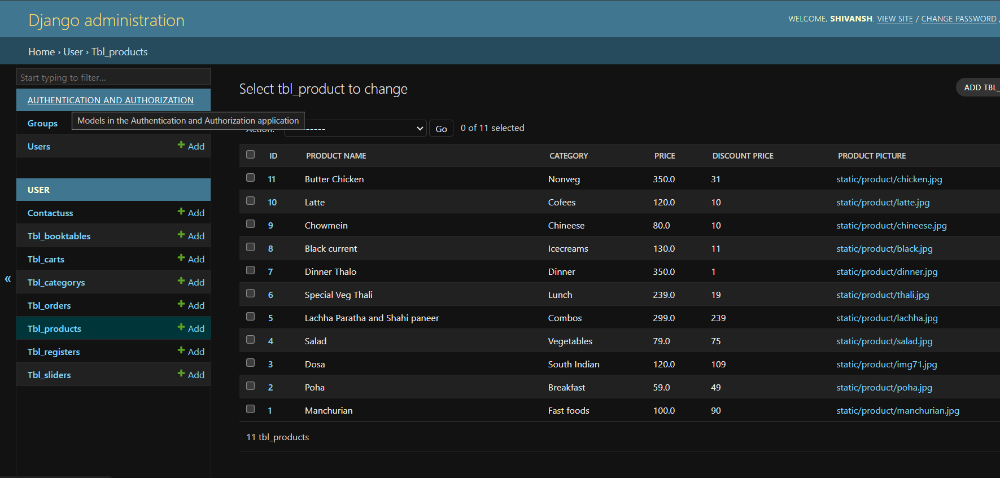 Django administration
WELCOME, SHIVANSH. VIEW SITE / CHANGE PASSWORD /
Home › User › Tbl_products
Start typing to filter...
AUTHENTICATION AND AUTHORIZATION
Groups
Models in the Authentication and Authorization application
Users Add
USER
Contactuss Add
Tbl_booktables Add
Tbl_carts Add
Tbl_categorys Add
Tbl_orders Add
Tbl_products Add
Tbl_registers Add
Tbl_sliders Add
«
Select tbl_product to change
ADD TBL_
Action: ------ Go 0 of 11 selected
ID PRODUCT NAME CATEGORY PRICE DISCOUNT PRICE PRODUCT PICTURE
11 Butter Chicken Nonveg 350.0 31 static/product/chicken.jpg
10 Latte Cofees 120.0 10 static/product/latte.jpg
9 Chowmein Chineese 80.0 10 static/product/chineese.jpg
8 Black current Icecreams 130.0 11 static/product/black.jpg
7 Dinner Thalo Dinner 350.0 1 static/product/dinner.jpg
6 Special Veg Thali Lunch 239.0 19 static/product/thali.jpg
5 Lachha Paratha and Shahi paneer Combos 299.0 239 static/product/lachha.jpg
4 Salad Vegetables 79.0 75 static/product/salad.jpg
3 Dosa South Indian 120.0 109 static/product/img71.jpg
2 Poha Breakfast 59.0 49 static/product/poha.jpg
1 Manchurian Fast foods 100.0 90 static/product/manchurian.jpg
11 tbl_products